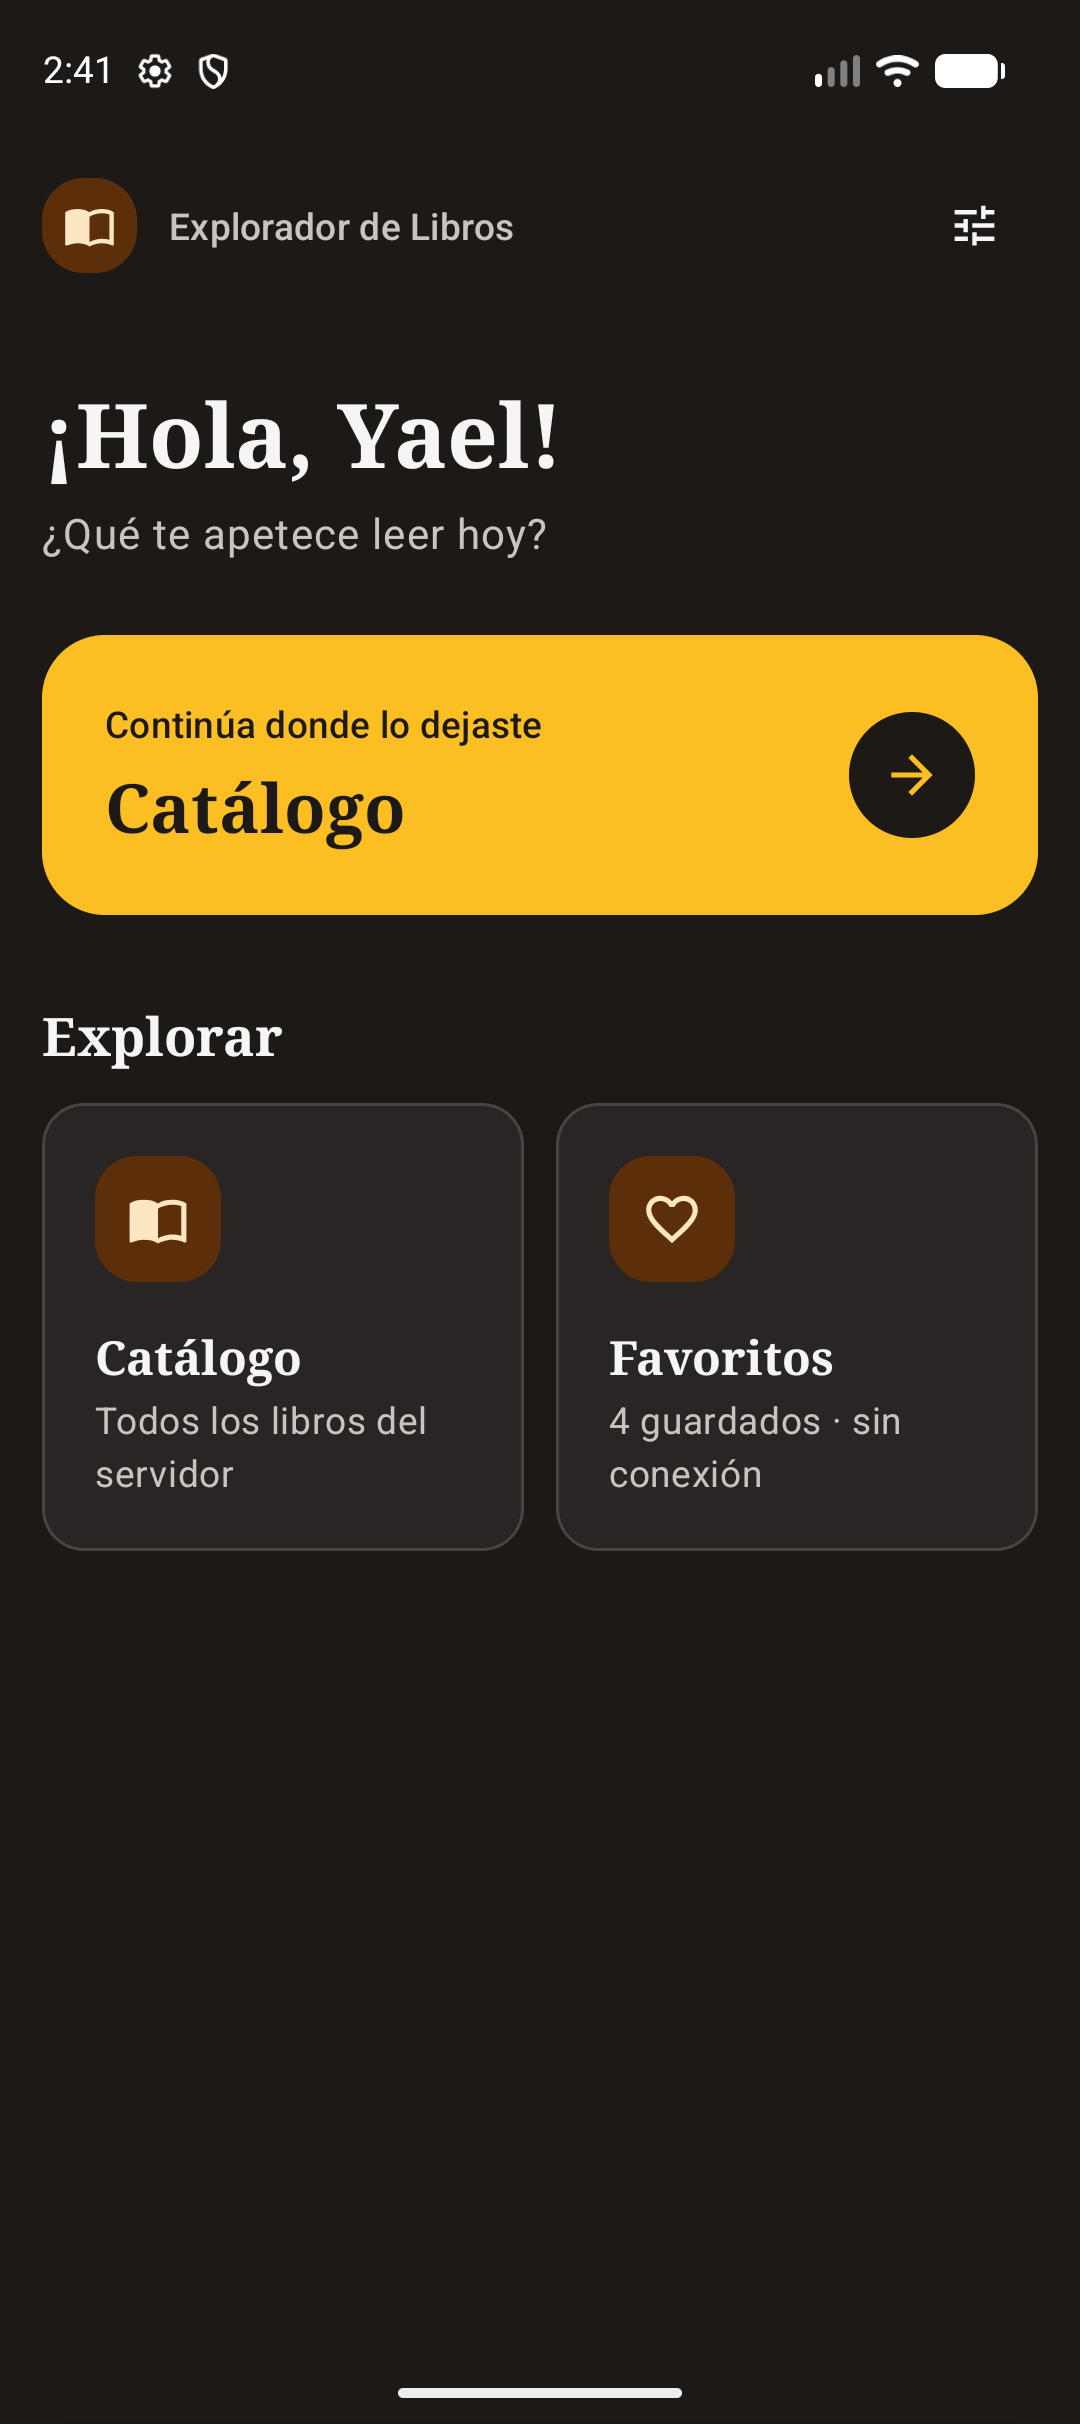 2:41
Explorador de Libros
¡Hola, Yael!
¿Qué te apetece leer hoy?
Continúa donde lo dejaste
Catálogo
Explorar
Catálogo
Todos los libros del
servidor
Favoritos
4 guardados · sin
conexión